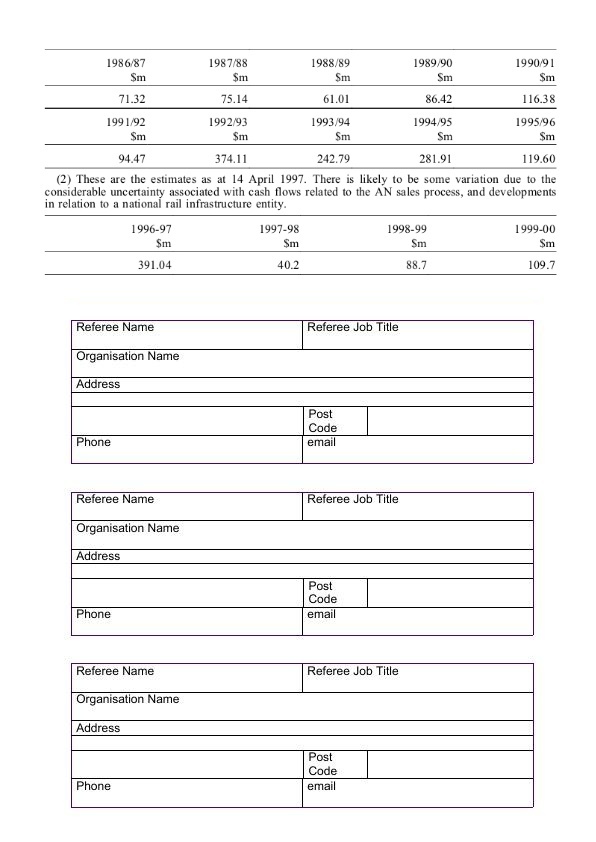 1986/87 1987/88 1988/89 1989/90 1990/91
$m $m $m $m $m
71.32 75.14 61.01 86.42 116.38
1991/92 1992/93 1993/94 1994/95 1995/96
$m $m $m $m $m
94.47 374.11 242.79 281.91 119.60
(2) These are the estimates as at 14 April 1997. There is likely to be some variation due to the
considerable uncertainty associated with cash flows related to the AN sales process, and developments
in relation to a national rail infrastructure entity.
1996-97 1997-98 1998-99 1999-00
$m $m $m $m
391.04 40.2 88.7 109.7
Referee Name Referee Job Title
Organisation Name
Address
Post
Code
Phone email
Referee Name Referee Job Title
Organisation Name
Address
Post
Code
Phone email
Referee Name Referee Job Title
Organisation Name
Address
Post
Code
Phone email